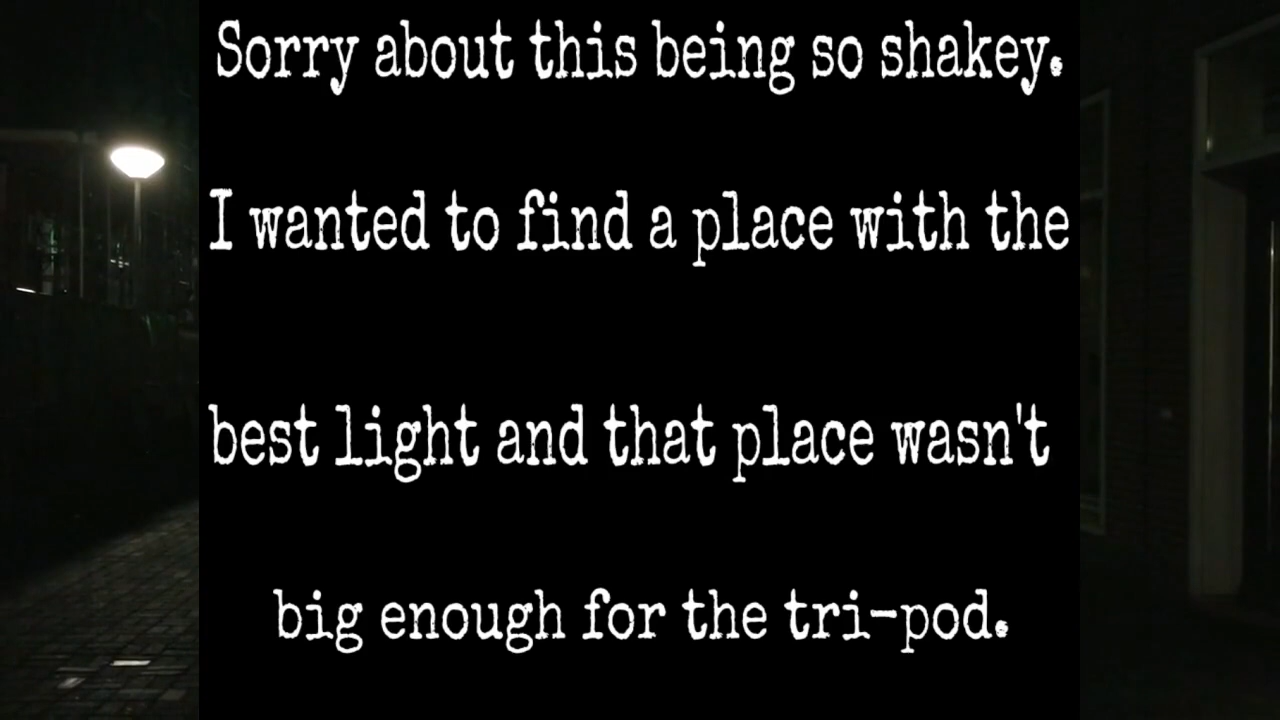 Sorry about this being so shakey.
I wanted to find a place with the
best light and that place wasn't
big enough for the tri-pod.